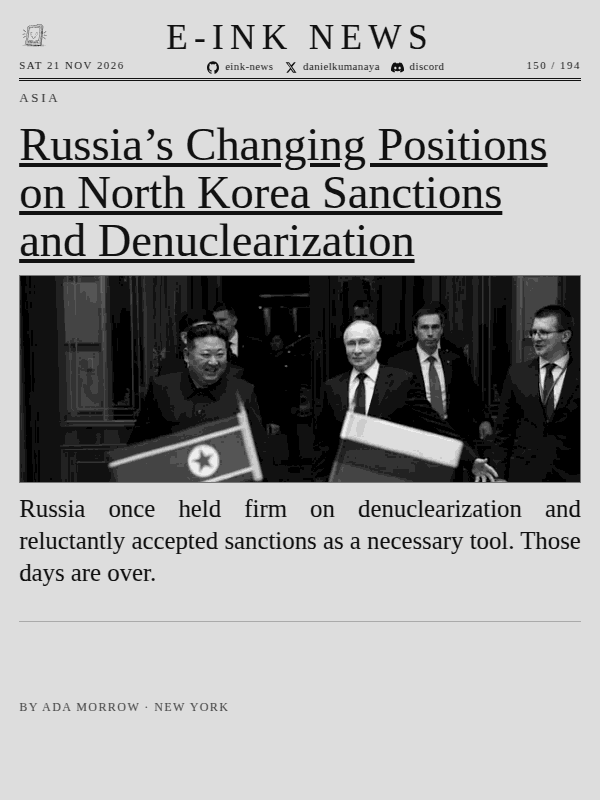 E-INK NEWS
SAT 21 NOV 2026
eink-news danielkumanaya discord
150 / 194
ASIA
Russia's Changing Positions
on North Korea Sanctions
and Denuclearization
Russia once held firm on denuclearization and
reluctantly accepted sanctions as a necessary tool. Those
days are over.
BY ADA MORROW · NEW YORK